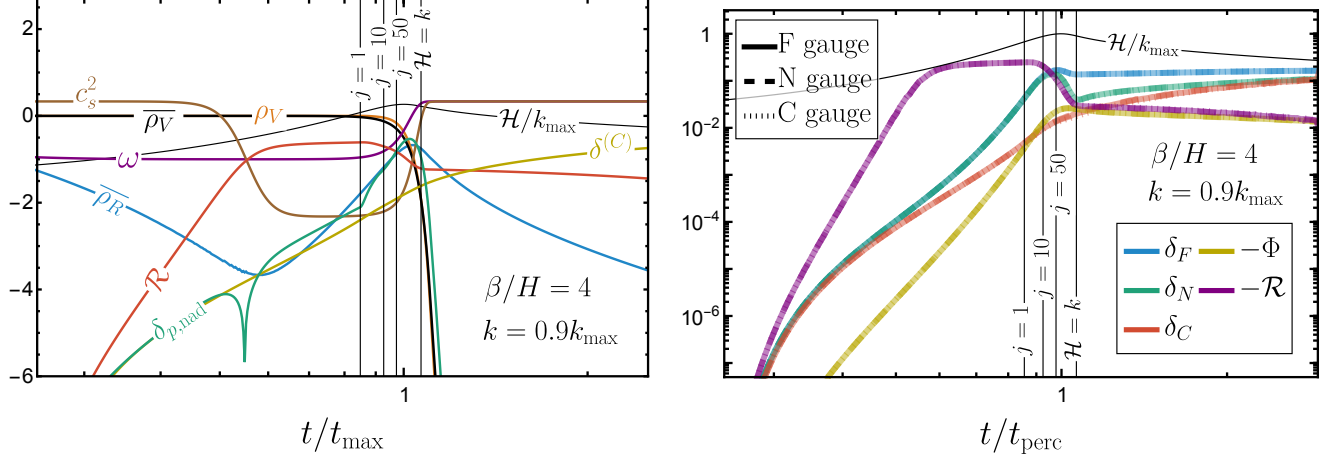 2
0
−2
−4
−6
c_s^2
\overline{ρ_V}
ρ_V
ω
\overline{ρ_R}
ℛ
δ_{p,nad}
δ^{(C)}
ℋ/k_max
j = 1
j = 10
j = 50
ℋ = k
β/H = 4
k = 0.9k_max
1
t/t_max
1
10^{−2}
10^{−4}
10^{−6}
F gauge
N gauge
C gauge
ℋ/k_max
j = 1
j = 10
j = 50
ℋ = k
β/H = 4
k = 0.9k_max
δ_F −Φ
δ_N −ℛ
δ_C
1
t/t_perc